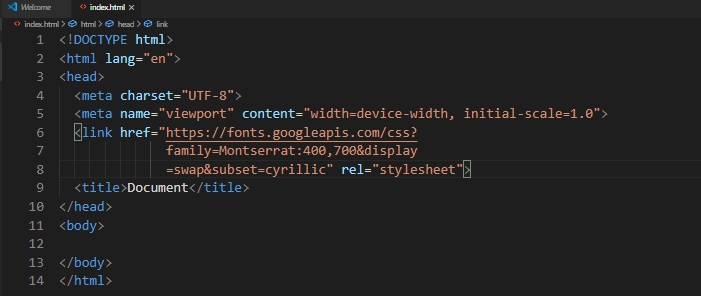 Welcome index.html ×
index.html > html > head > link
1 <!DOCTYPE html>
2 <html lang="en">
3 <head>
4 <meta charset="UTF-8">
5 <meta name="viewport" content="width=device-width, initial-scale=1.0">
6 <link href="https://fonts.googleapis.com/css?
7 family=Montserrat:400,700&display
8 =swap&subset=cyrillic" rel="stylesheet">
9 <title>Document</title>
10 </head>
11 <body>
12
13 </body>
14 </html>